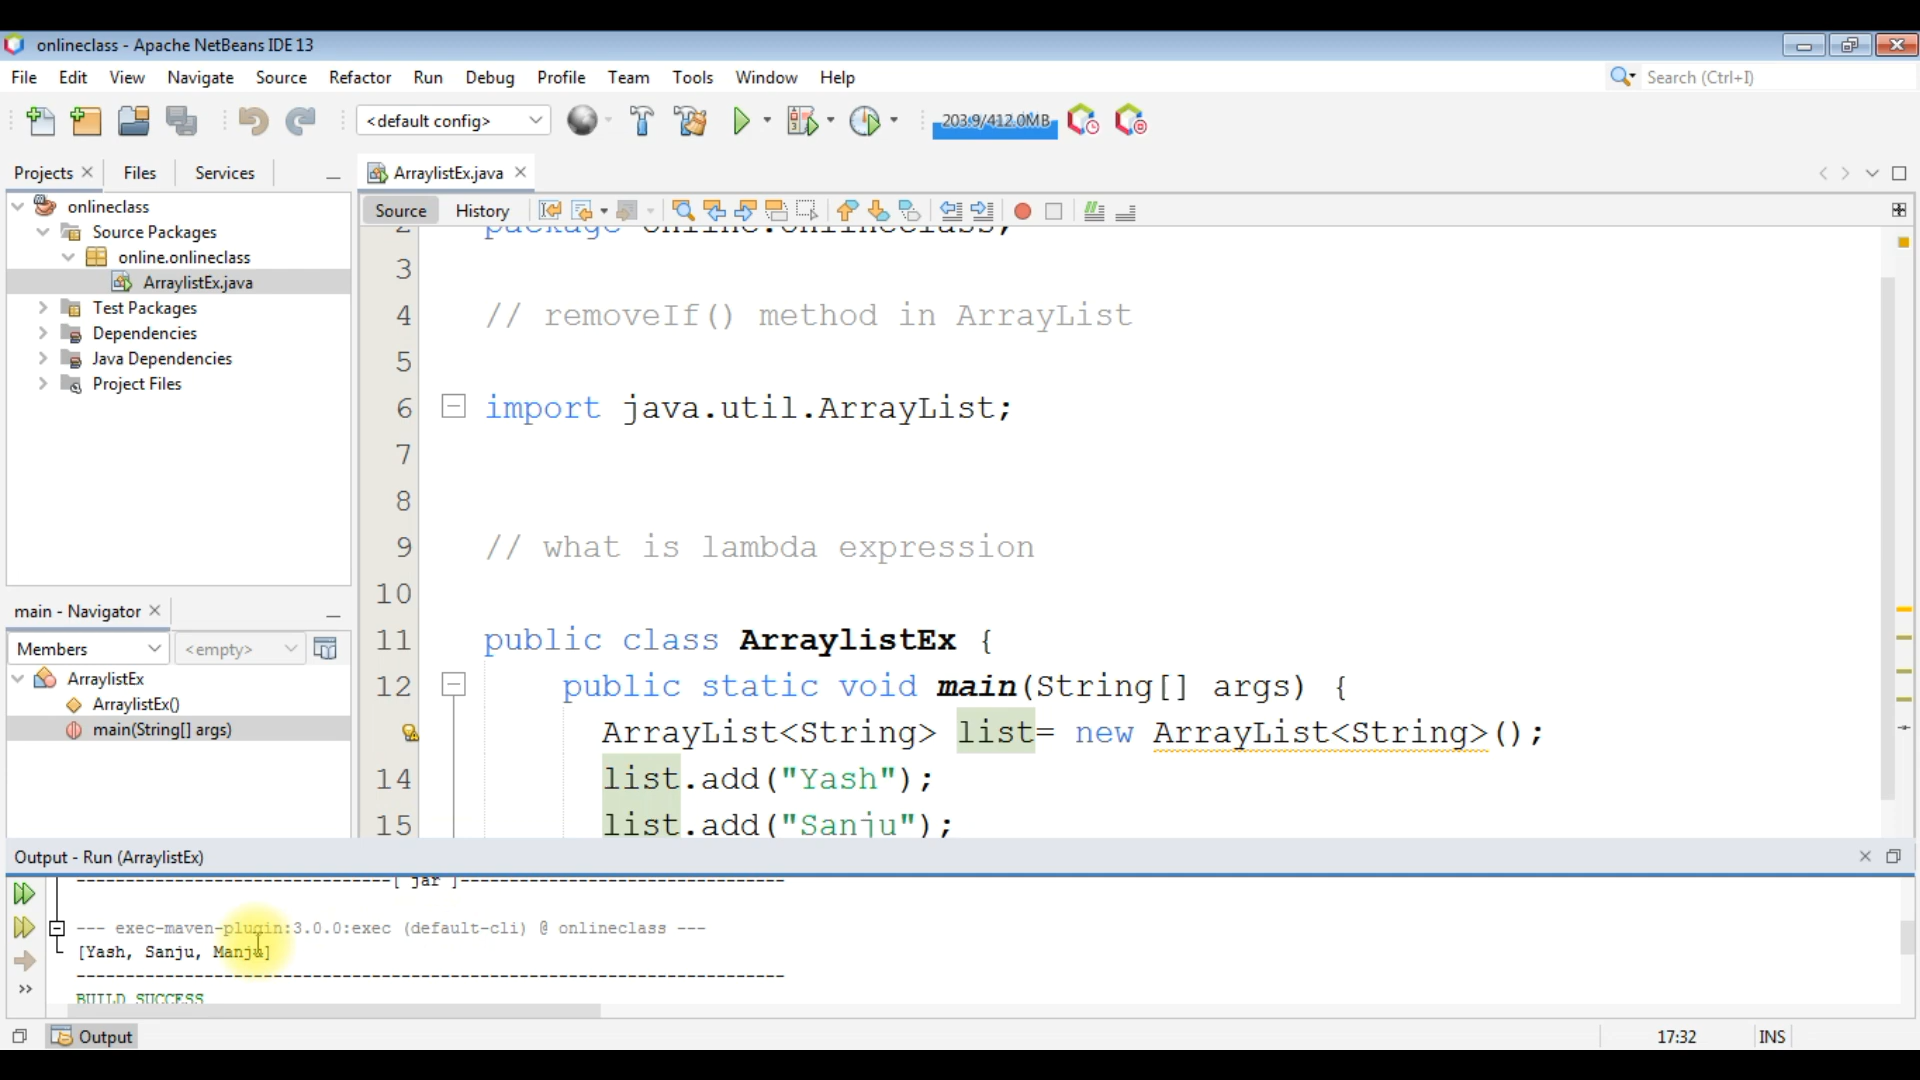 onlineclass - Apache NetBeans IDE 13
File Edit View Navigate Source Refactor Run Debug Profile Team Tools Window Help
Search (Ctrl+I)
<default config>
203.9/412.0MB
Projects Files Services
ArraylistEx.java
onlineclass
Source Packages
online.onlineclass
ArraylistEx.java
Test Packages
Dependencies
Java Dependencies
Project Files
Source History
2 package online.onlineclass;
3
4 // removeIf() method in ArrayList
5
6 import java.util.ArrayList;
7
8
9 // what is lambda expression
10
11 public class ArraylistEx {
12 public static void main(String[] args) {
ArrayList<String> list= new ArrayList<String>();
14 list.add("Yash");
15 list.add("Sanju");
main - Navigator
Members <empty>
ArraylistEx
ArraylistEx()
main(String[] args)
Output - Run (ArraylistEx)
--------------------------------[ jar ]---------------------------------
--- exec-maven-plugin:3.0.0:exec (default-cli) @ onlineclass ---
[Yash, Sanju, Manju]
------------------------------------------------------------------------
BUILD SUCCESS
Output
17:32 INS